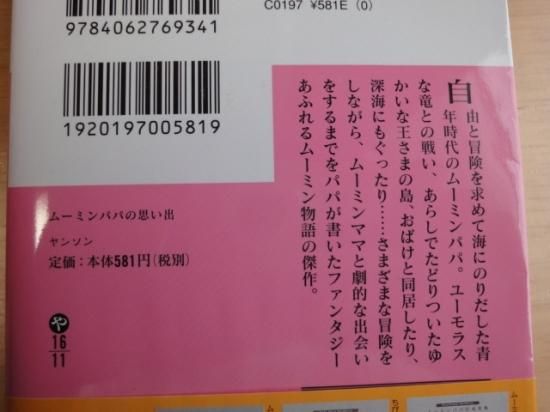 9784062769341
C0197 ¥581E (0)
1920197005819
自由と冒険を求めて海にのりだした青
年時代のムーミンパパ。ユーモラス
な竜との戦い、あらしでたどりついたゆ
かいな王さまの島、おばけと同居したり、
深海にもぐったり……さまざまな冒険を
しながら、ムーミンママと劇的な出会い
をするまでをパパが書いたファンタジー
あふれるムーミン物語の傑作。
ムーミンパパの思い出
ヤンソン
定価：本体581円（税別）
や
16
11